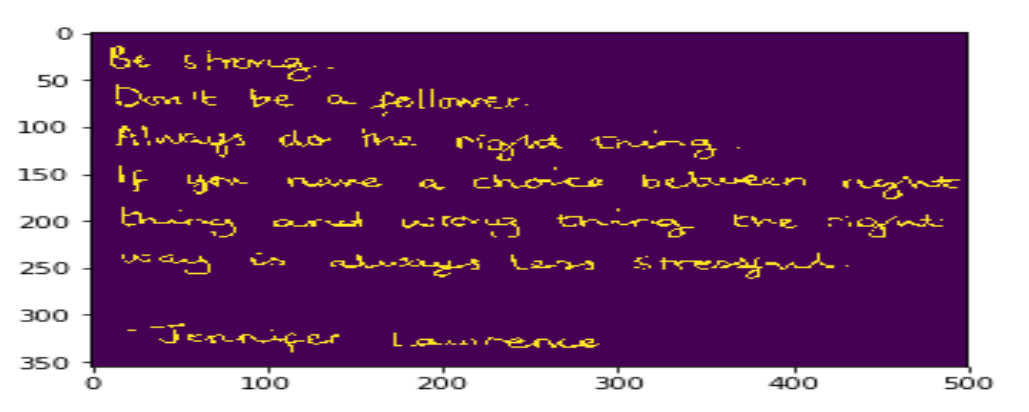 0
50
100
150
200
250
300
350
Be strong.
Don't be a follower.
Always do the right thing.
If you have a choice between right
thing and wrong thing the right
way is always less stressful.
- Jennifer Lawrence
0 100 200 300 400 500